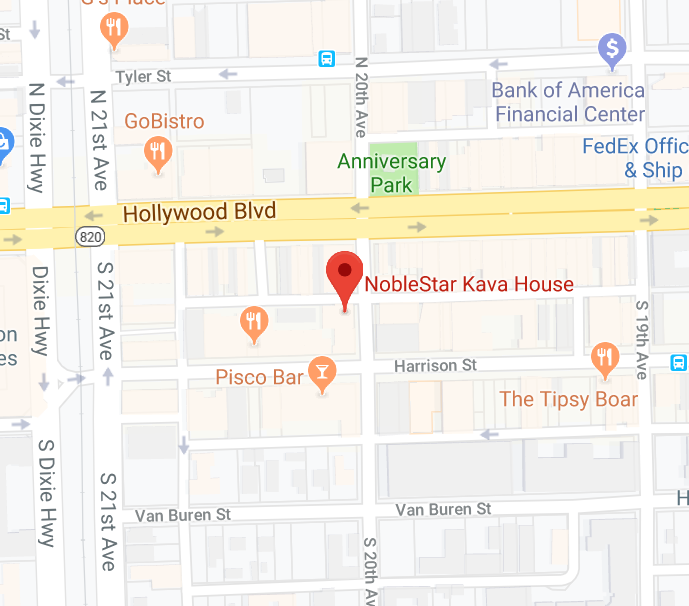 G's Place
St
Tyler St
N 20th Ave
Bank of America
Financial Center
N Dixie Hwy
N 21st Ave
GoBistro
FedEx Offic
& Ship
Anniversary
Park
Hollywood Blvd
820
NobleStar Kava House
Dixie Hwy
S 21st Ave
S 19th Ave
on
es
Harrison St
Pisco Bar
The Tipsy Boar
S Dixie Hwy
S 21st Ave
H
Van Buren St
Van Buren St
S 20th Av